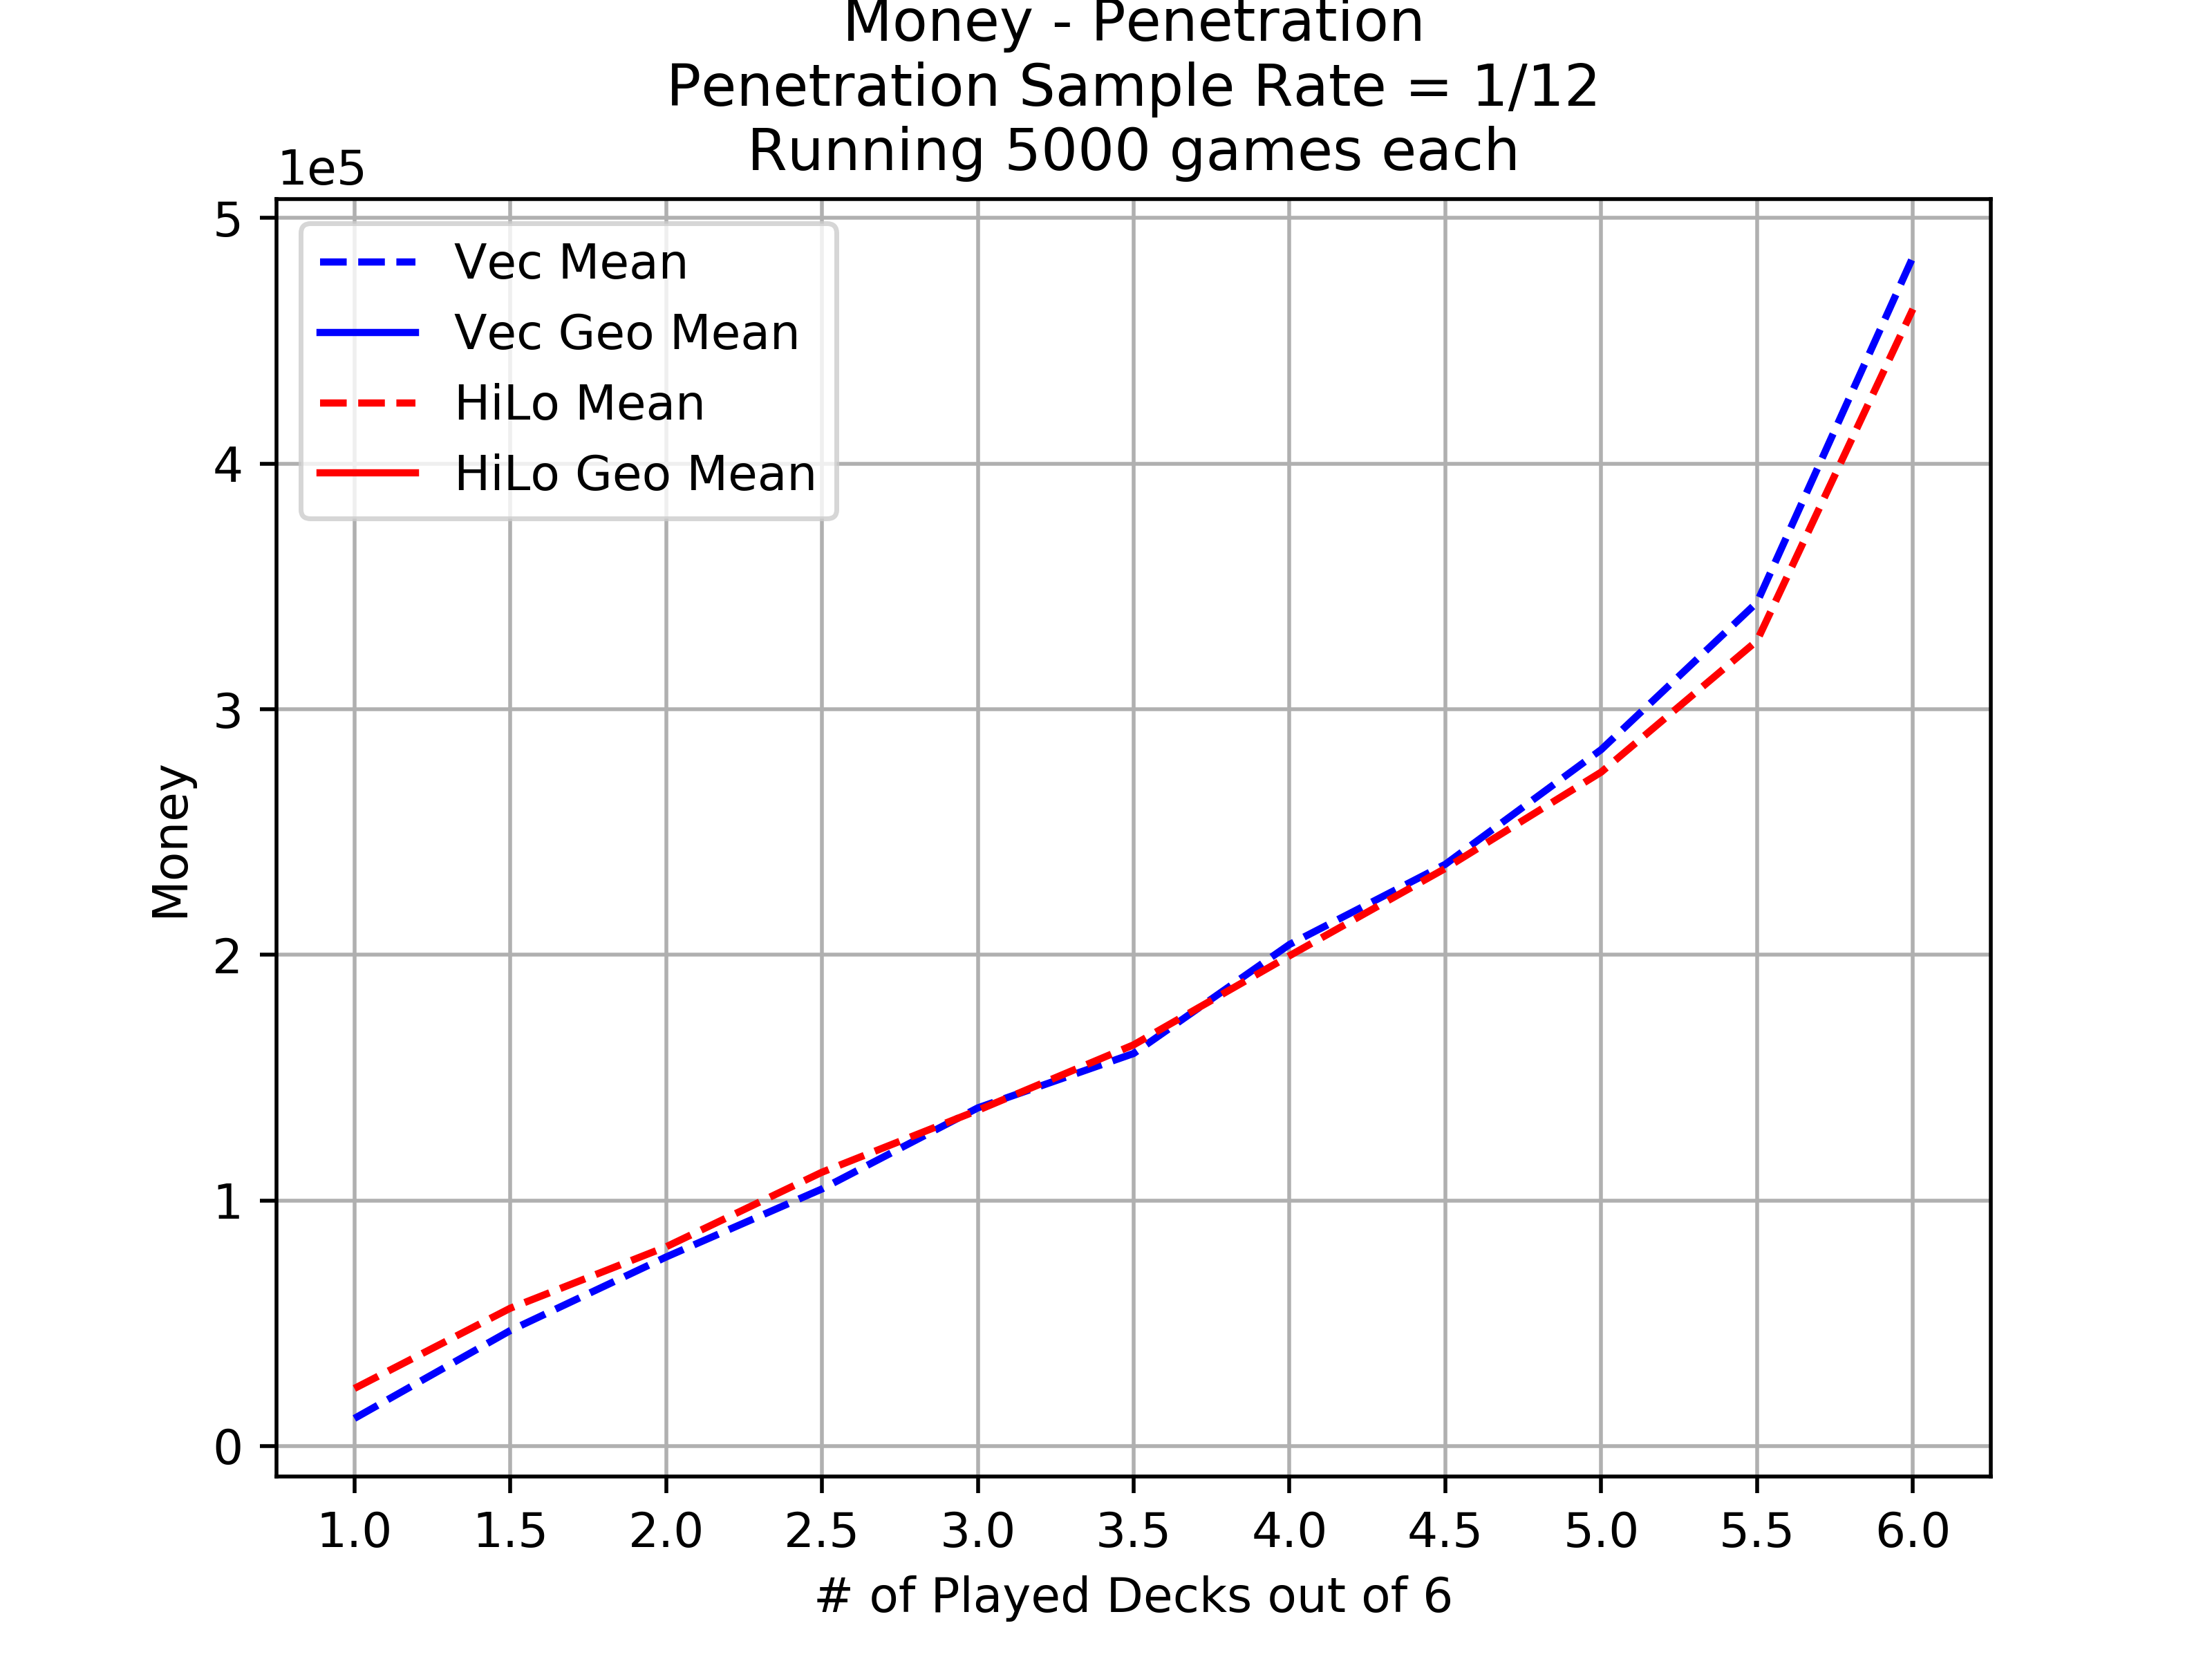 Money - Penetration
Penetration Sample Rate = 1/12
Running 5000 games each
1e5
5
4
3
2
1
0
Money
Vec Mean
Vec Geo Mean
HiLo Mean
HiLo Geo Mean
1.0 1.5 2.0 2.5 3.0 3.5 4.0 4.5 5.0 5.5 6.0
# of Played Decks out of 6